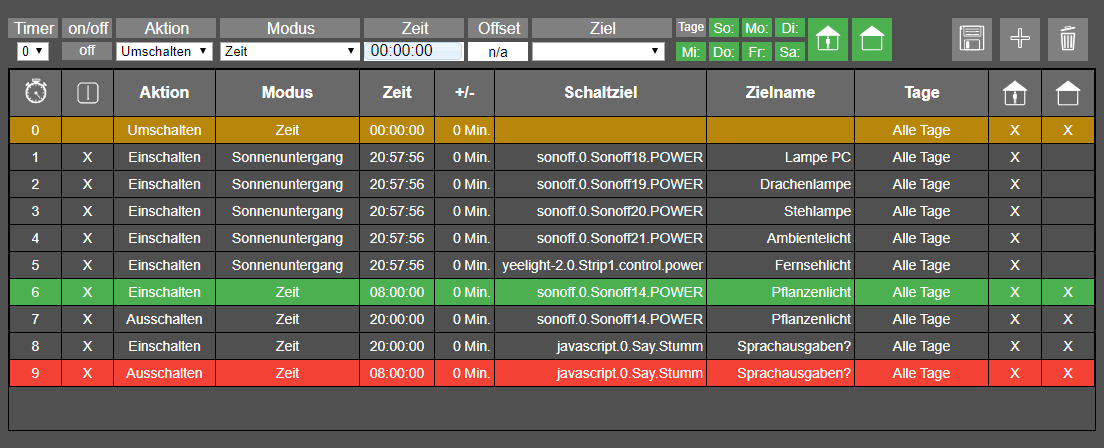 Timer on/off Aktion Modus Zeit Offset Ziel Tage So: Mo: Di:
0 off Umschalten Zeit 00:00:00 n/a Mi: Do: Fr: Sa:
Aktion Modus Zeit +/- Schaltziel Zielname Tage
0 Umschalten Zeit 00:00:00 0 Min. Alle Tage X X
1 X Einschalten Sonnenuntergang 20:57:56 0 Min. sonoff.0.Sonoff18.POWER Lampe PC Alle Tage X
2 X Einschalten Sonnenuntergang 20:57:56 0 Min. sonoff.0.Sonoff19.POWER Drachenlampe Alle Tage X
3 X Einschalten Sonnenuntergang 20:57:56 0 Min. sonoff.0.Sonoff20.POWER Stehlampe Alle Tage X
4 X Einschalten Sonnenuntergang 20:57:56 0 Min. sonoff.0.Sonoff21.POWER Ambientelicht Alle Tage X
5 X Einschalten Sonnenuntergang 20:57:56 0 Min. yeelight-2.0.Strip1.control.power Fernsehlicht Alle Tage X
6 X Einschalten Zeit 08:00:00 0 Min. sonoff.0.Sonoff14.POWER Pflanzenlicht Alle Tage X X
7 X Ausschalten Zeit 20:00:00 0 Min. sonoff.0.Sonoff14.POWER Pflanzenlicht Alle Tage X X
8 X Einschalten Zeit 20:00:00 0 Min. javascript.0.Say.Stumm Sprachausgaben? Alle Tage X X
9 X Ausschalten Zeit 08:00:00 0 Min. javascript.0.Say.Stumm Sprachausgaben? Alle Tage X X